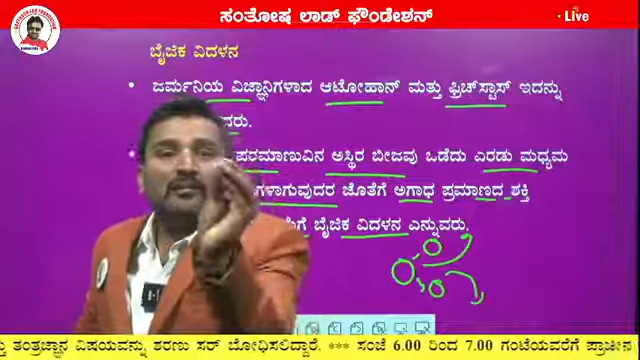 ಸಂತೋಷ ಲಾಡ್ ಫೌಂಡೇಶನ್
Live
ಬೈಜಿಕ ವಿದಳನ
• ಜರ್ಮನಿಯ ವಿಜ್ಞಾನಿಗಳಾದ ಆಟೋಹಾನ್ ಮತ್ತು ಫ್ರಿಚ್‌ಸ್ಟ್ರಾಸ್ ಇದನ್ನು
ಪರಮಾಣುವಿನ ಅಸ್ಥಿರ ಬೀಜವು ಒಡೆದು ಎರಡು ಮಧ್ಯಮ
ಗಳಾಗುವುದರ ಜೊತೆಗೆ ಅಗಾಧ ಪ್ರಮಾಣದ ಶಕ್ತಿ
ಬೈಜಿಕ ವಿದಳನ ಎನ್ನುವರು.
ತಂತ್ರಜ್ಞಾನ ವಿಷಯವನ್ನು ಶರಣು ಸರ್ ಬೋಧಿಸಲಿದ್ದಾರೆ. *** ಸಂಜೆ 6.00 ರಿಂದ 7.00 ಗಂಟೆಯವರೆಗೆ ಪ್ರಾಚೀನ